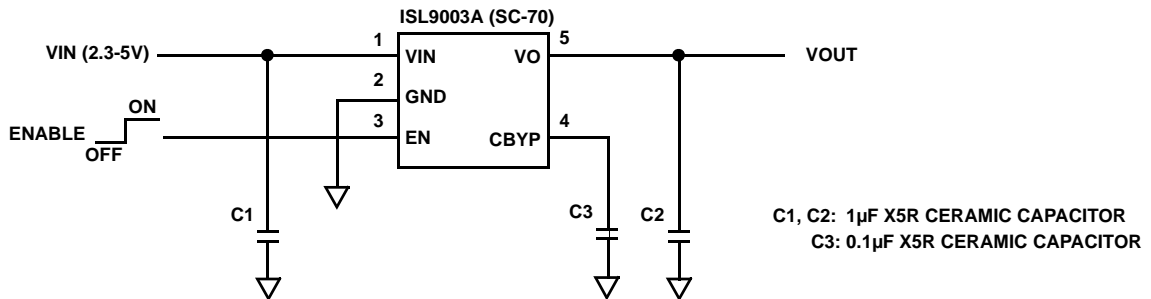 ISL9003A (SC-70)
VIN (2.3-5V)
1
VIN
VO
5
VOUT
2
GND
ON
ENABLE
OFF
3
EN
CBYP
4
C1
C3
C2
C1, C2: 1µF X5R CERAMIC CAPACITOR
C3: 0.1µF X5R CERAMIC CAPACITOR